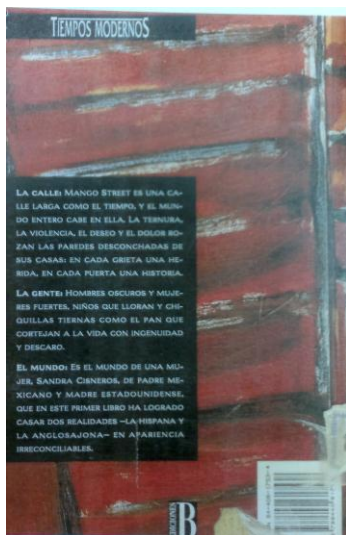 TIEMPOS MODERNOS
LA CALLE: MANGO STREET ES UNA CA-
LLE LARGA COMO EL TIEMPO, Y EL MUN-
DO ENTERO CABE EN ELLA. LA TERNURA,
LA VIOLENCIA, EL DESEO Y EL DOLOR RO-
ZAN LAS PAREDES DESCONCHADAS DE
SUS CASAS: EN CADA GRIETA UNA HE-
RIDA, EN CADA PUERTA UNA HISTORIA.
LA GENTE: HOMBRES OSCUROS Y MUJE-
RES FUERTES, NIÑOS QUE LLORAN Y CHI-
QUILLAS TIERNAS COMO EL PAN QUE
CORTEJAN A LA VIDA CON INGENUIDAD
Y DESCARO.
EL MUNDO: ES EL MUNDO DE UNA MU-
JER, SANDRA CISNEROS, DE PADRE ME-
XICANO Y MADRE ESTADOUNIDENSE,
QUE EN ESTE PRIMER LIBRO HA LOGRADO
CASAR DOS REALIDADES –LA HISPANA Y
LA ANGLOSAJONA– EN APARIENCIA
IRRECONCILIABLES.
EDICIONES B